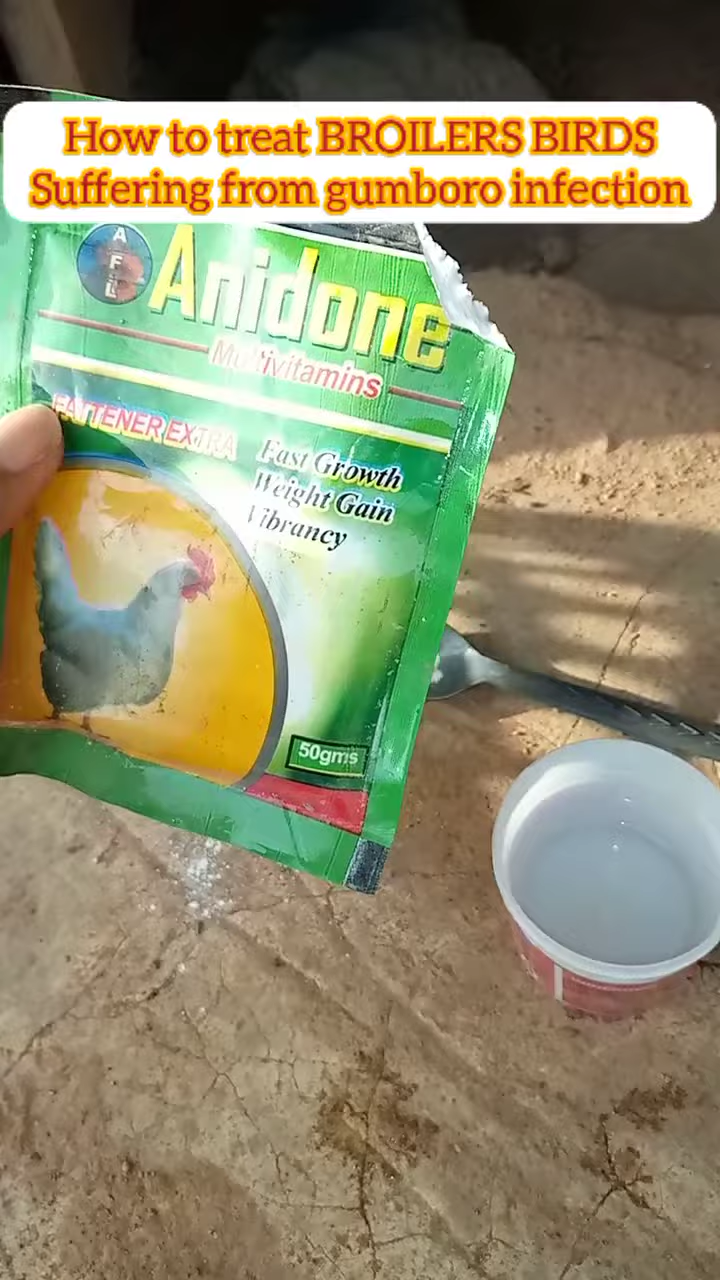 How to treat BROILERS BIRDS
Suffering from gumboro infection
A
F
E
Anidone
Multivitamins
FATTENER EXTRA
Fast Growth
Weight Gain
Vibrancy
50gms